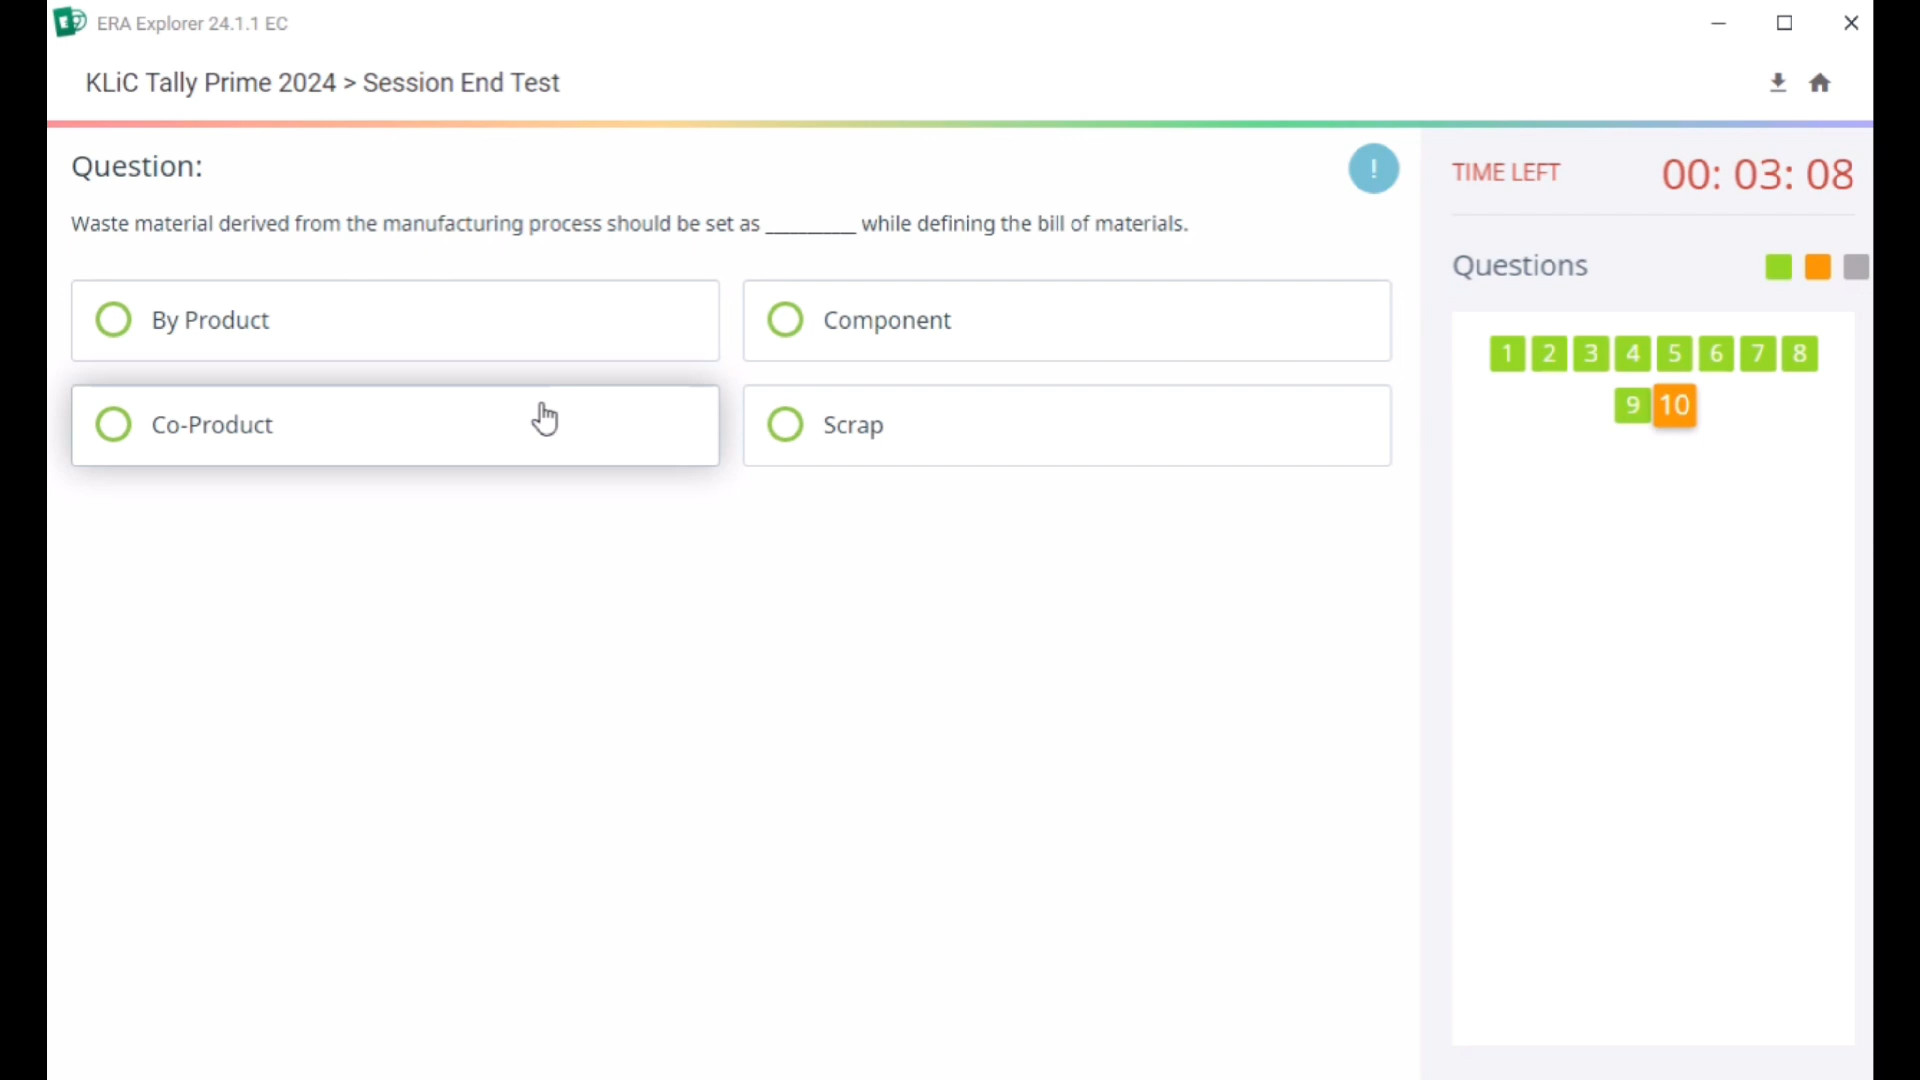 ERA Explorer 24.1.1 EC
KLiC Tally Prime 2024 > Session End Test
Question:
!
TIME LEFT 00: 03: 08
Waste material derived from the manufacturing process should be set as __________ while defining the bill of materials.
Questions
By Product
Component
Co-Product
Scrap
1 2 3 4 5 6 7 8
9 10